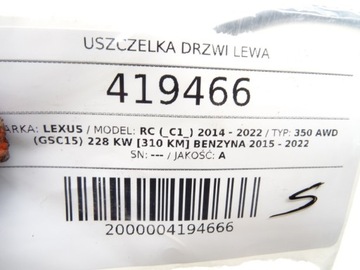 USZCZELKA DRZWI LEWA
419466
ARKA: LEXUS / MODEL: RC (_C1_) 2014 - 2022 / TYP: 350 AWD
(GSC15) 228 KW [310 KM] BENZYNA 2015 - 2022
SN: --- / JAKOŚĆ: A
S
2000004194666